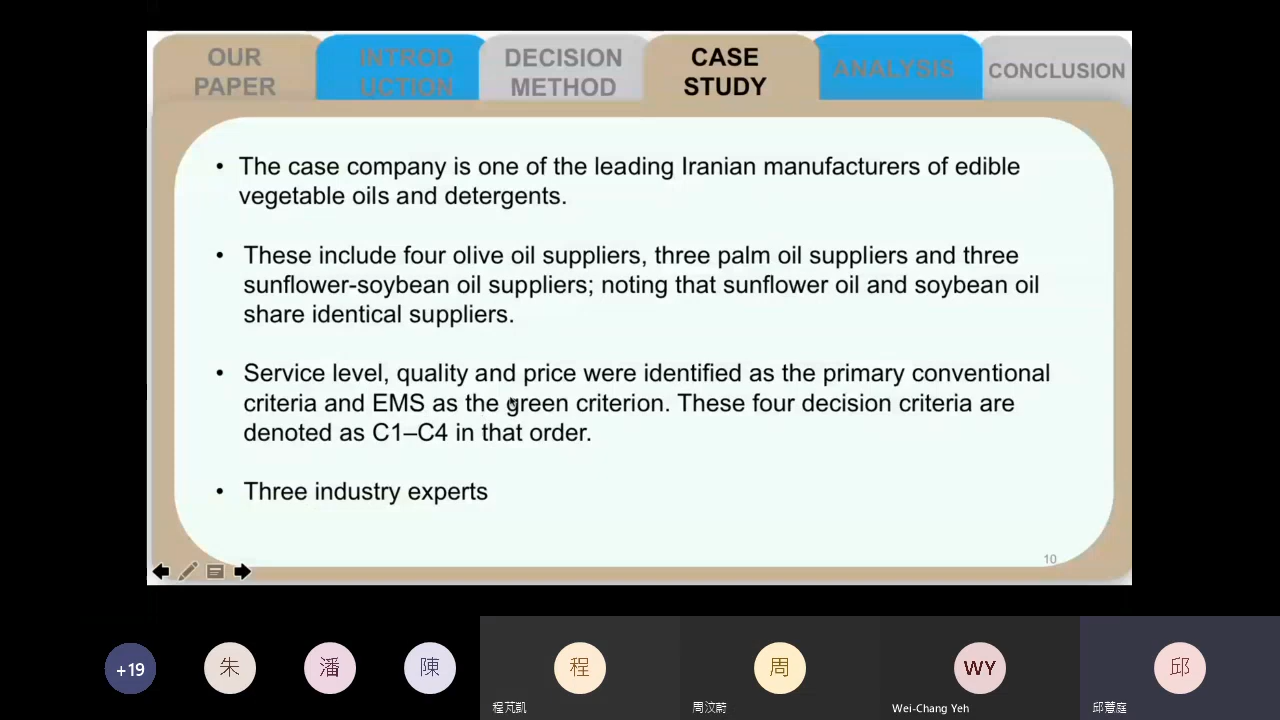 OUR
PAPER
INTROD
UCTION
DECISION
METHOD
CASE
STUDY
ANALYSIS
CONCLUSION
• The case company is one of the leading Iranian manufacturers of edible
vegetable oils and detergents.
• These include four olive oil suppliers, three palm oil suppliers and three
sunflower-soybean oil suppliers; noting that sunflower oil and soybean oil
share identical suppliers.
• Service level, quality and price were identified as the primary conventional
criteria and EMS as the green criterion. These four decision criteria are
denoted as C1–C4 in that order.
• Three industry experts
10
+19
朱
潘
陳
程
程芃凱
周
周汶蔚
WY
Wei-Chang Yeh
邱